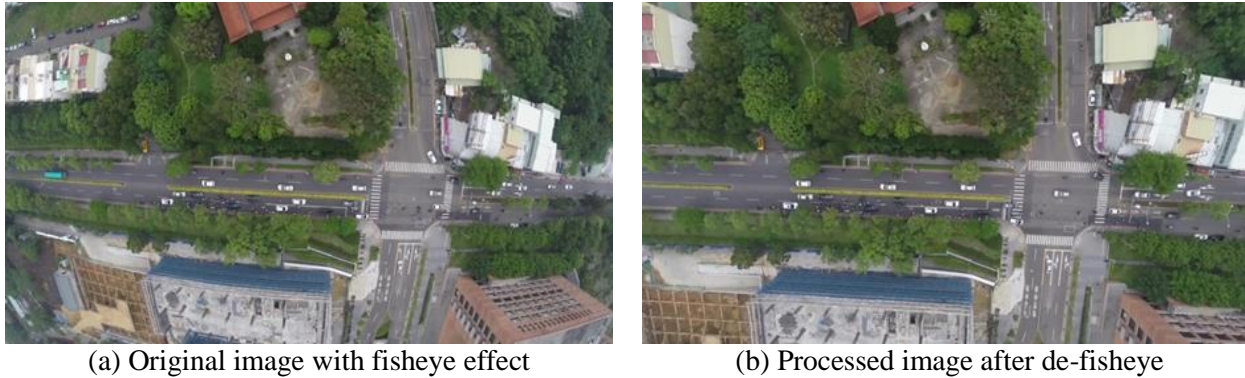 (a) Original image with fisheye effect
(b) Processed image after de-fisheye